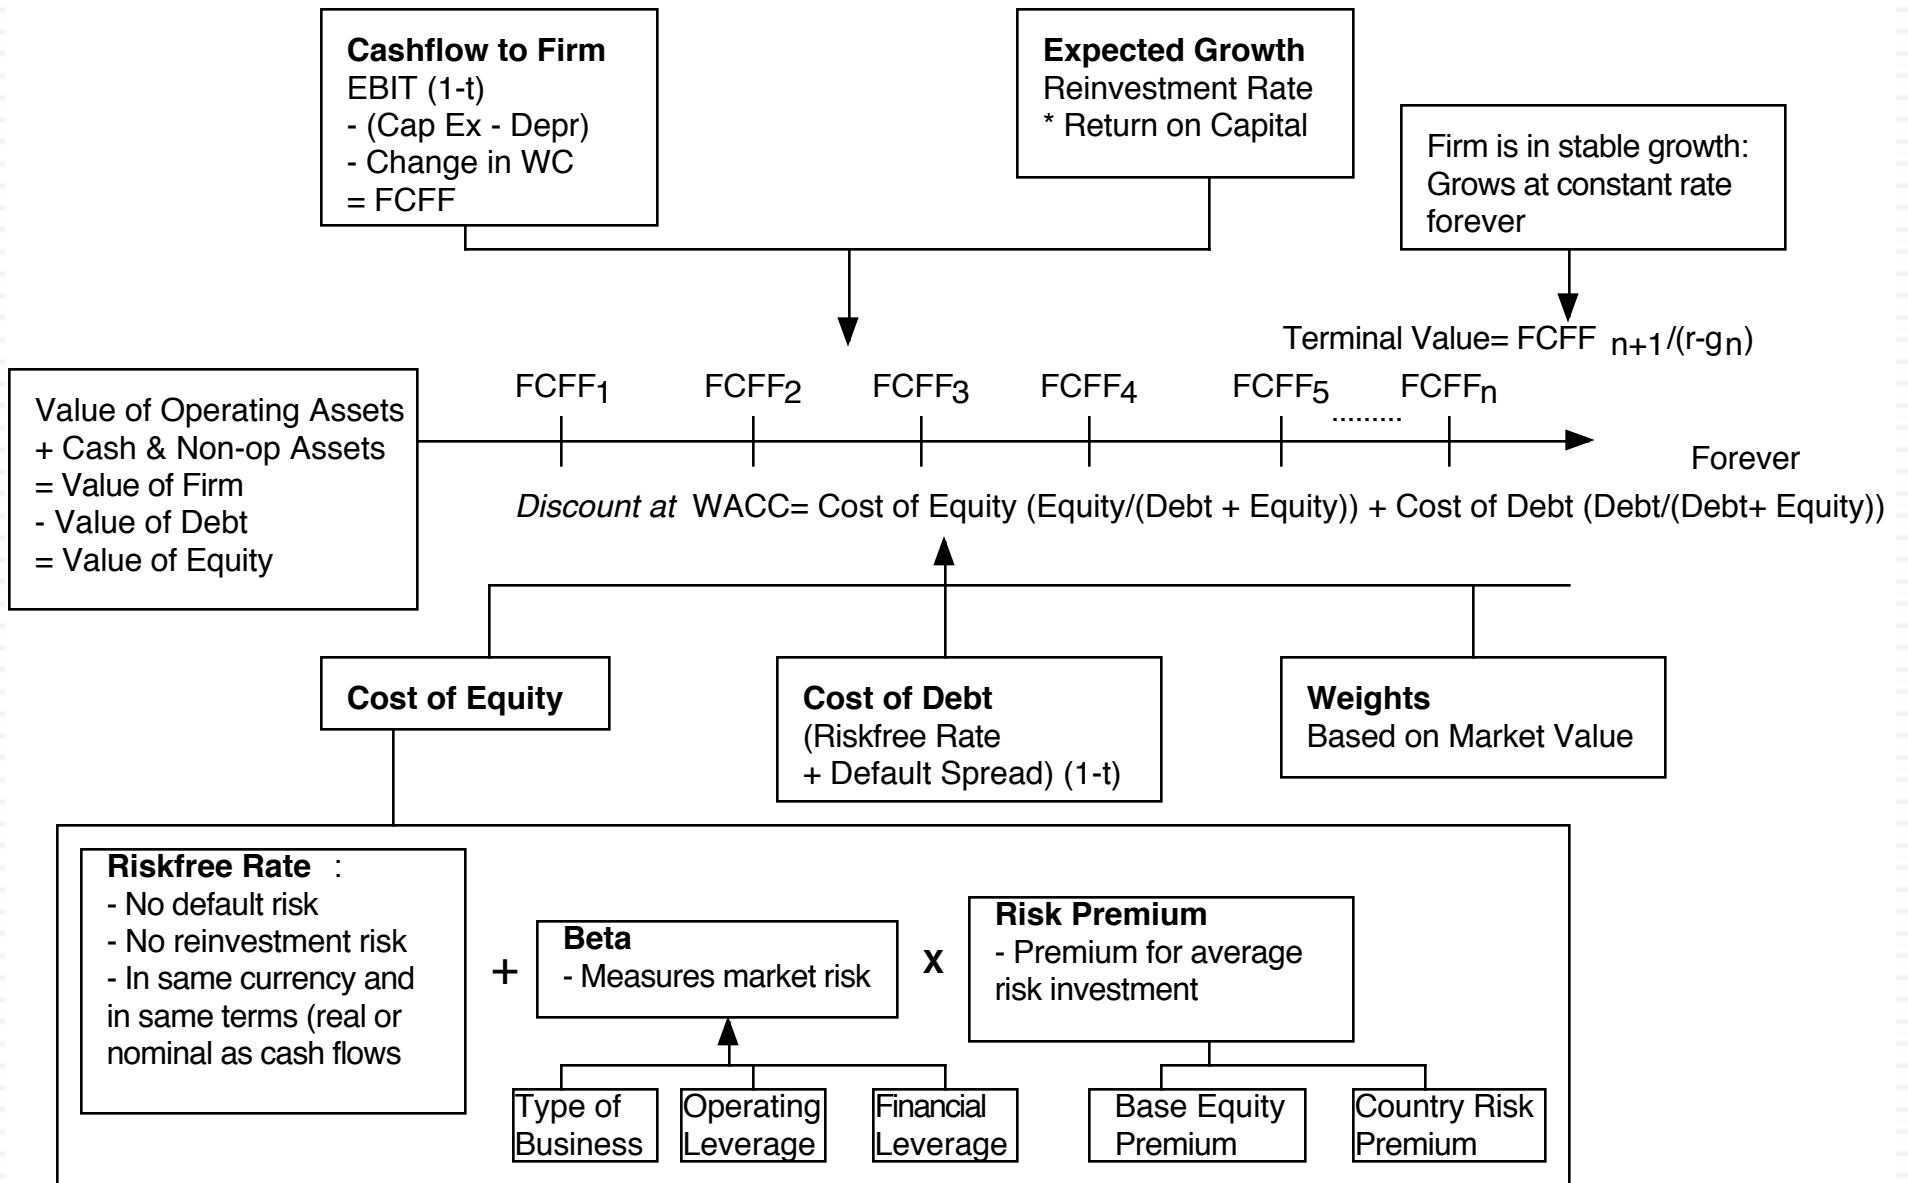 Cashflow to Firm
EBIT (1-t)
- (Cap Ex - Depr)
- Change in WC
= FCFF
Expected Growth
Reinvestment Rate
* Return on Capital
Firm is in stable growth:
Grows at constant rate
forever
Terminal Value= FCFF n+1/(r-gn)
FCFF1 FCFF2 FCFF3 FCFF4 FCFF5 ......... FCFFn
Forever
Value of Operating Assets
+ Cash & Non-op Assets
= Value of Firm
- Value of Debt
= Value of Equity
Discount at WACC= Cost of Equity (Equity/(Debt + Equity)) + Cost of Debt (Debt/(Debt+ Equity))
Cost of Equity
Cost of Debt
(Riskfree Rate
+ Default Spread) (1-t)
Weights
Based on Market Value
Riskfree Rate :
- No default risk
- No reinvestment risk
- In same currency and
in same terms (real or
nominal as cash flows
+
Beta
- Measures market risk
X
Risk Premium
- Premium for average
risk investment
Type of
Business
Operating
Leverage
Financial
Leverage
Base Equity
Premium
Country Risk
Premium